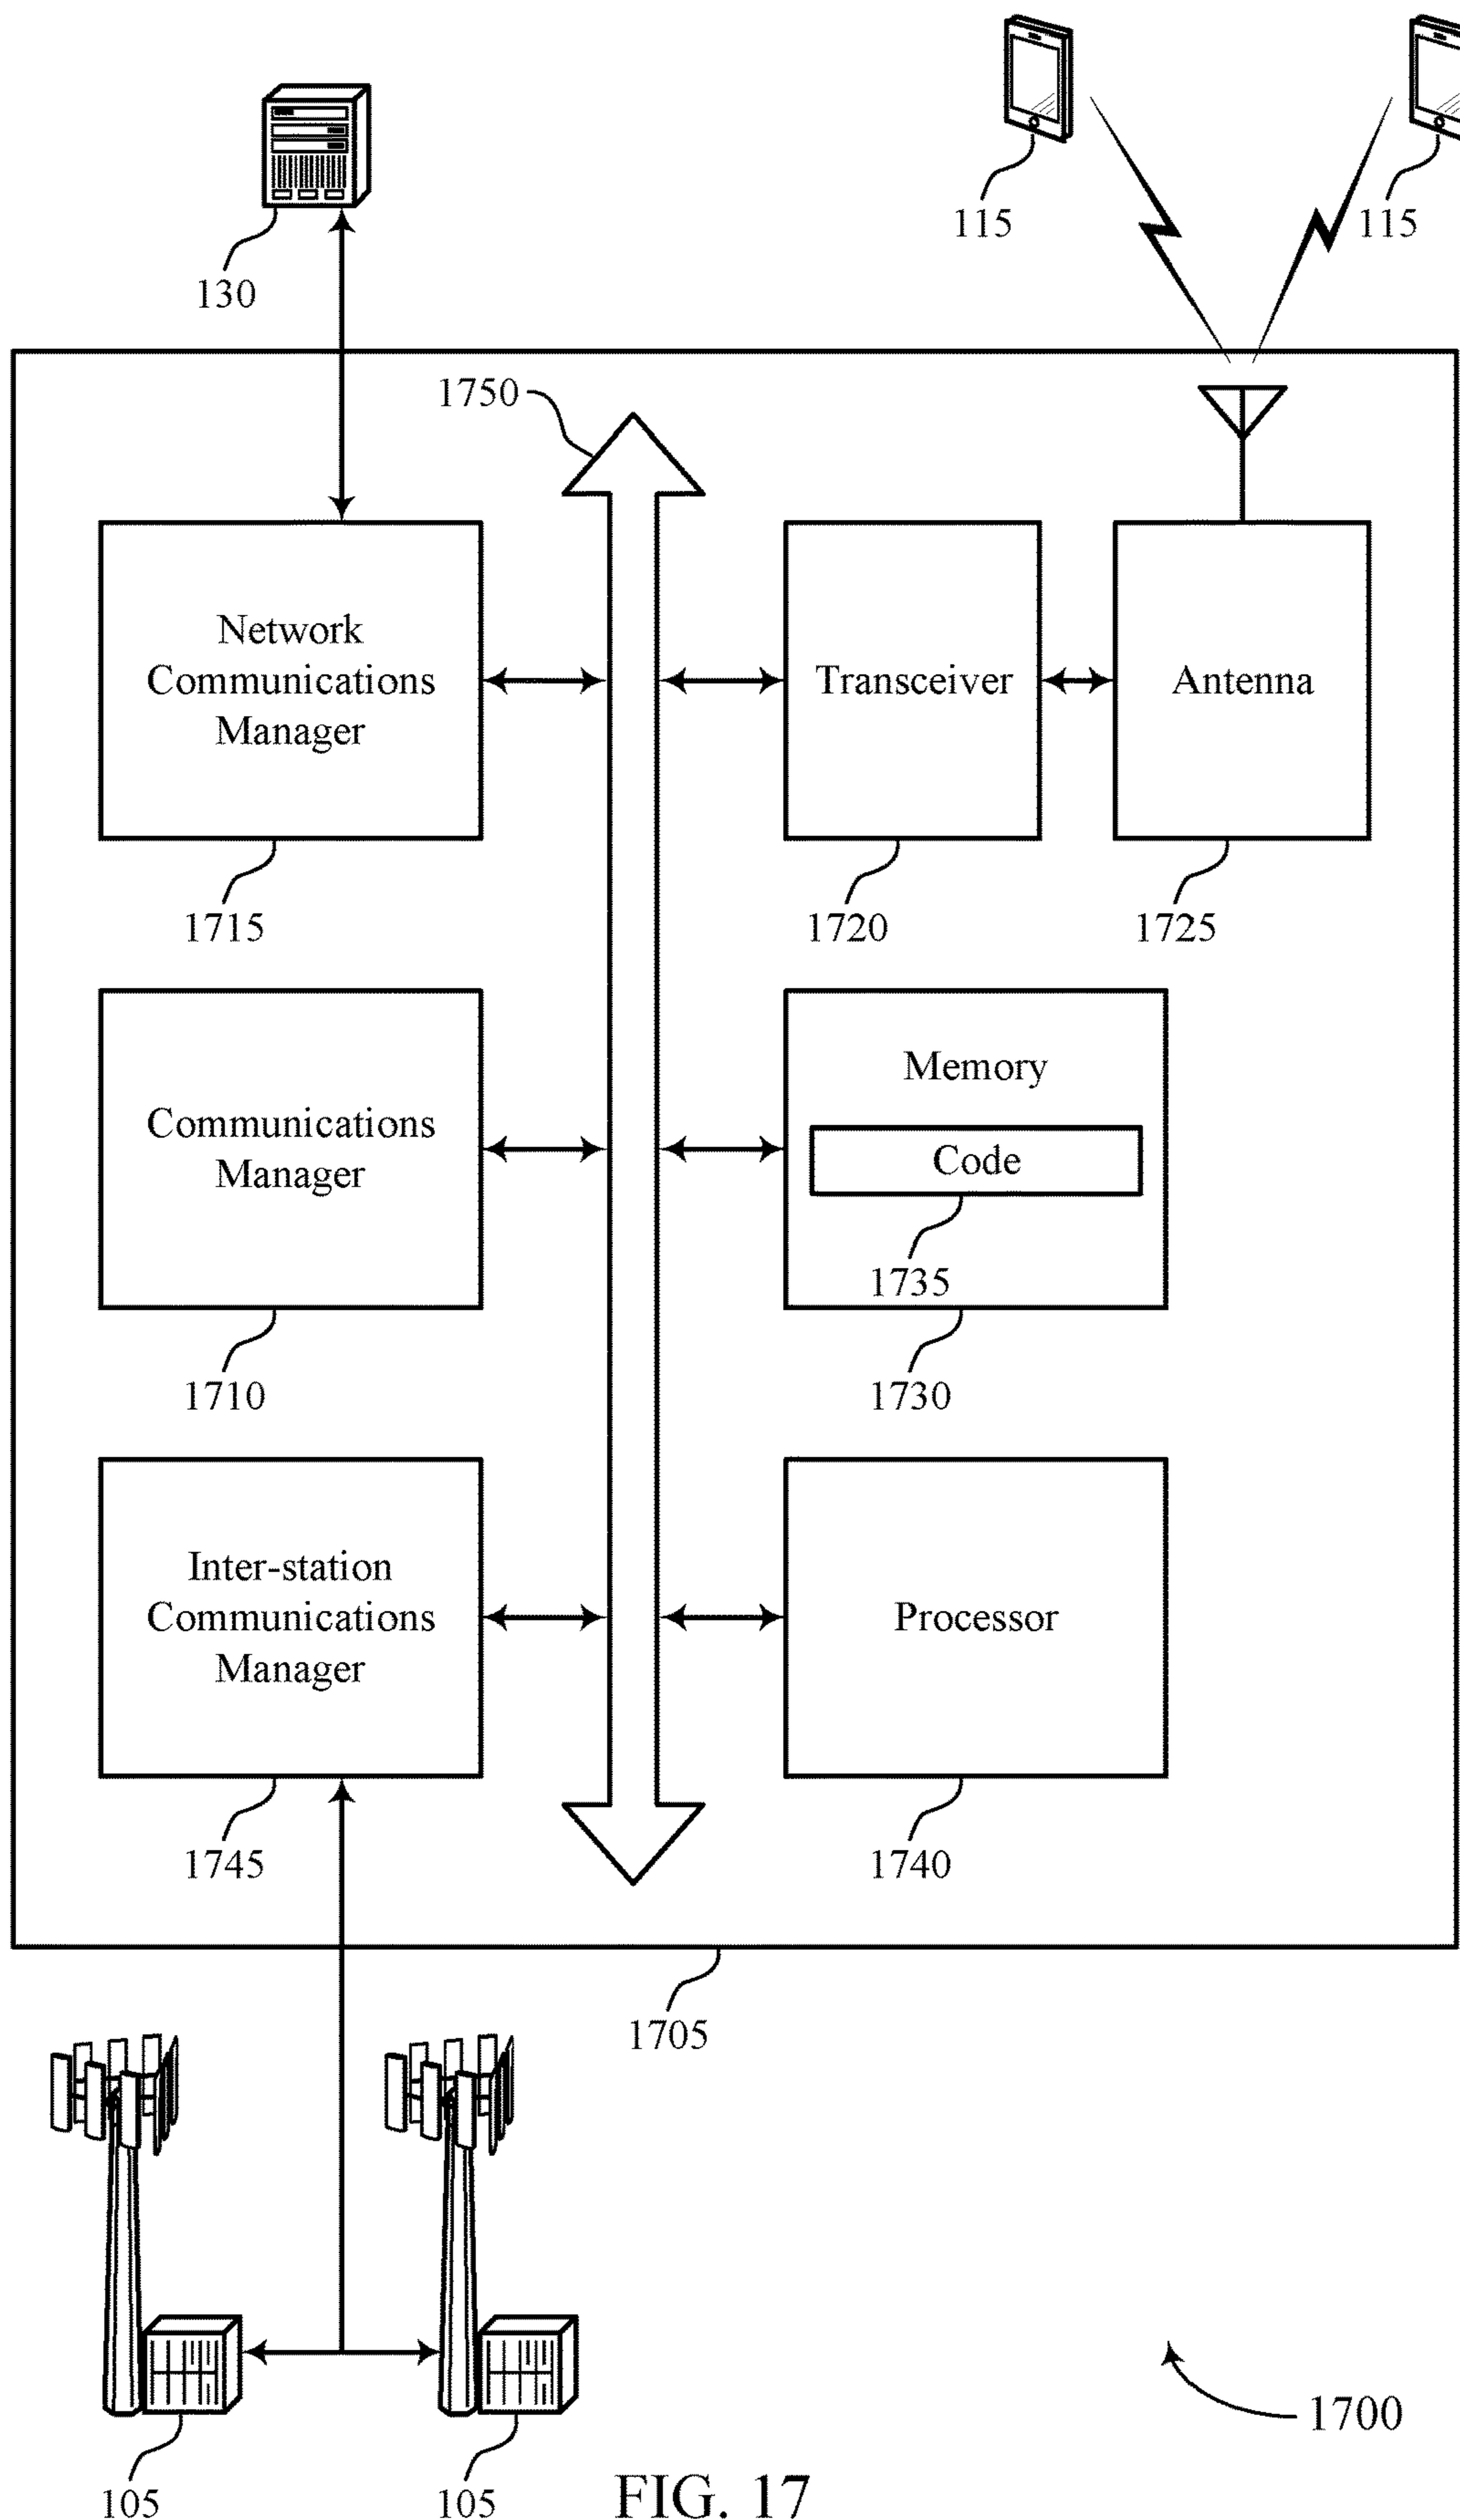 115
115
130
1750
Network
Communications
Manager
Transceiver
Antenna
1715
1720
1725
Communications
Manager
Memory
Code
1735
1710
1730
Inter-station
Communications
Manager
Processor
1745
1740
1705
1700
105
105
FIG. 17